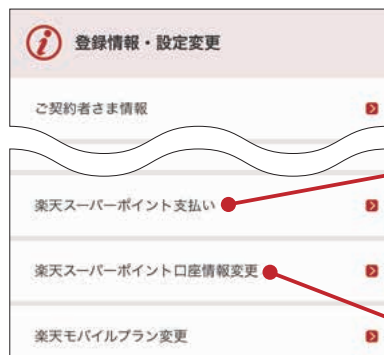 登録情報・設定変更
ご契約者さま情報
楽天スーパーポイント支払い
楽天スーパーポイント口座情報変更
楽天モバイルプラン変更